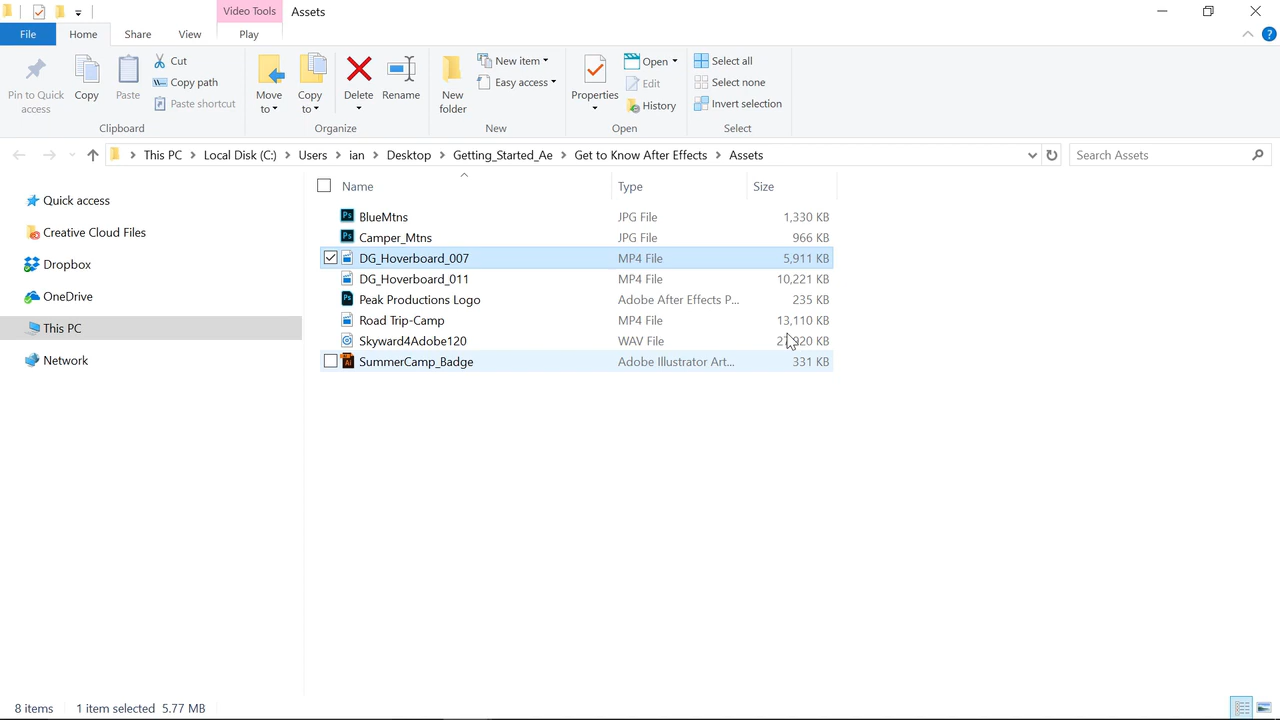 Video Tools Assets
File Home Share View Play
Pin to Quick access
Copy
Paste
Cut
Copy path
Paste shortcut
Clipboard
Move to
Copy to
Delete
Rename
Organize
New folder
New item
Easy access
New
Properties
Open
Edit
History
Open
Select all
Select none
Invert selection
Select
This PC Local Disk (C:) Users ian Desktop Getting_Started_Ae Get to Know After Effects Assets
Search Assets
Quick access
Creative Cloud Files
Dropbox
OneDrive
This PC
Network
Name Type Size
BlueMtns JPG File 1,330 KB
Camper_Mtns JPG File 966 KB
DG_Hoverboard_007 MP4 File 5,911 KB
DG_Hoverboard_011 MP4 File 10,221 KB
Peak Productions Logo Adobe After Effects P... 235 KB
Road Trip-Camp MP4 File 13,110 KB
Skyward4Adobe120 WAV File KB
SummerCamp_Badge Adobe Illustrator Art... 331 KB
8 items 1 item selected 5.77 MB